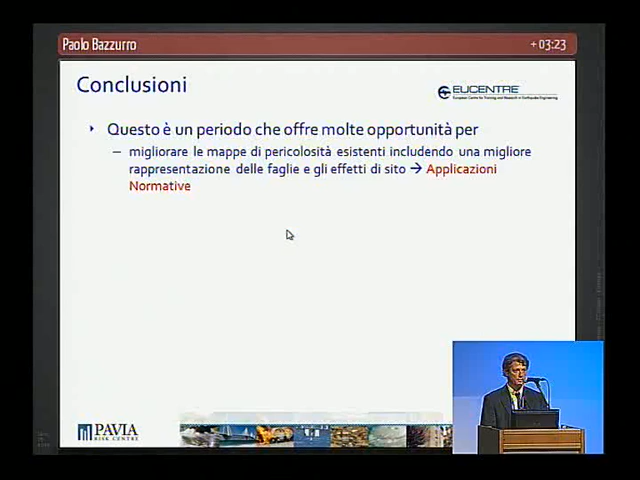 Paolo Bazzurro
+03:23
Conclusioni
EUCENTRE
European Centre for Training and Research in Earthquake Engineering
Questo è un periodo che offre molte opportunità per
– migliorare le mappe di pericolosità esistenti includendo una migliore
rappresentazione delle faglie e gli effetti di sito → Applicazioni
Normative
PAVIA
RISK CENTRE